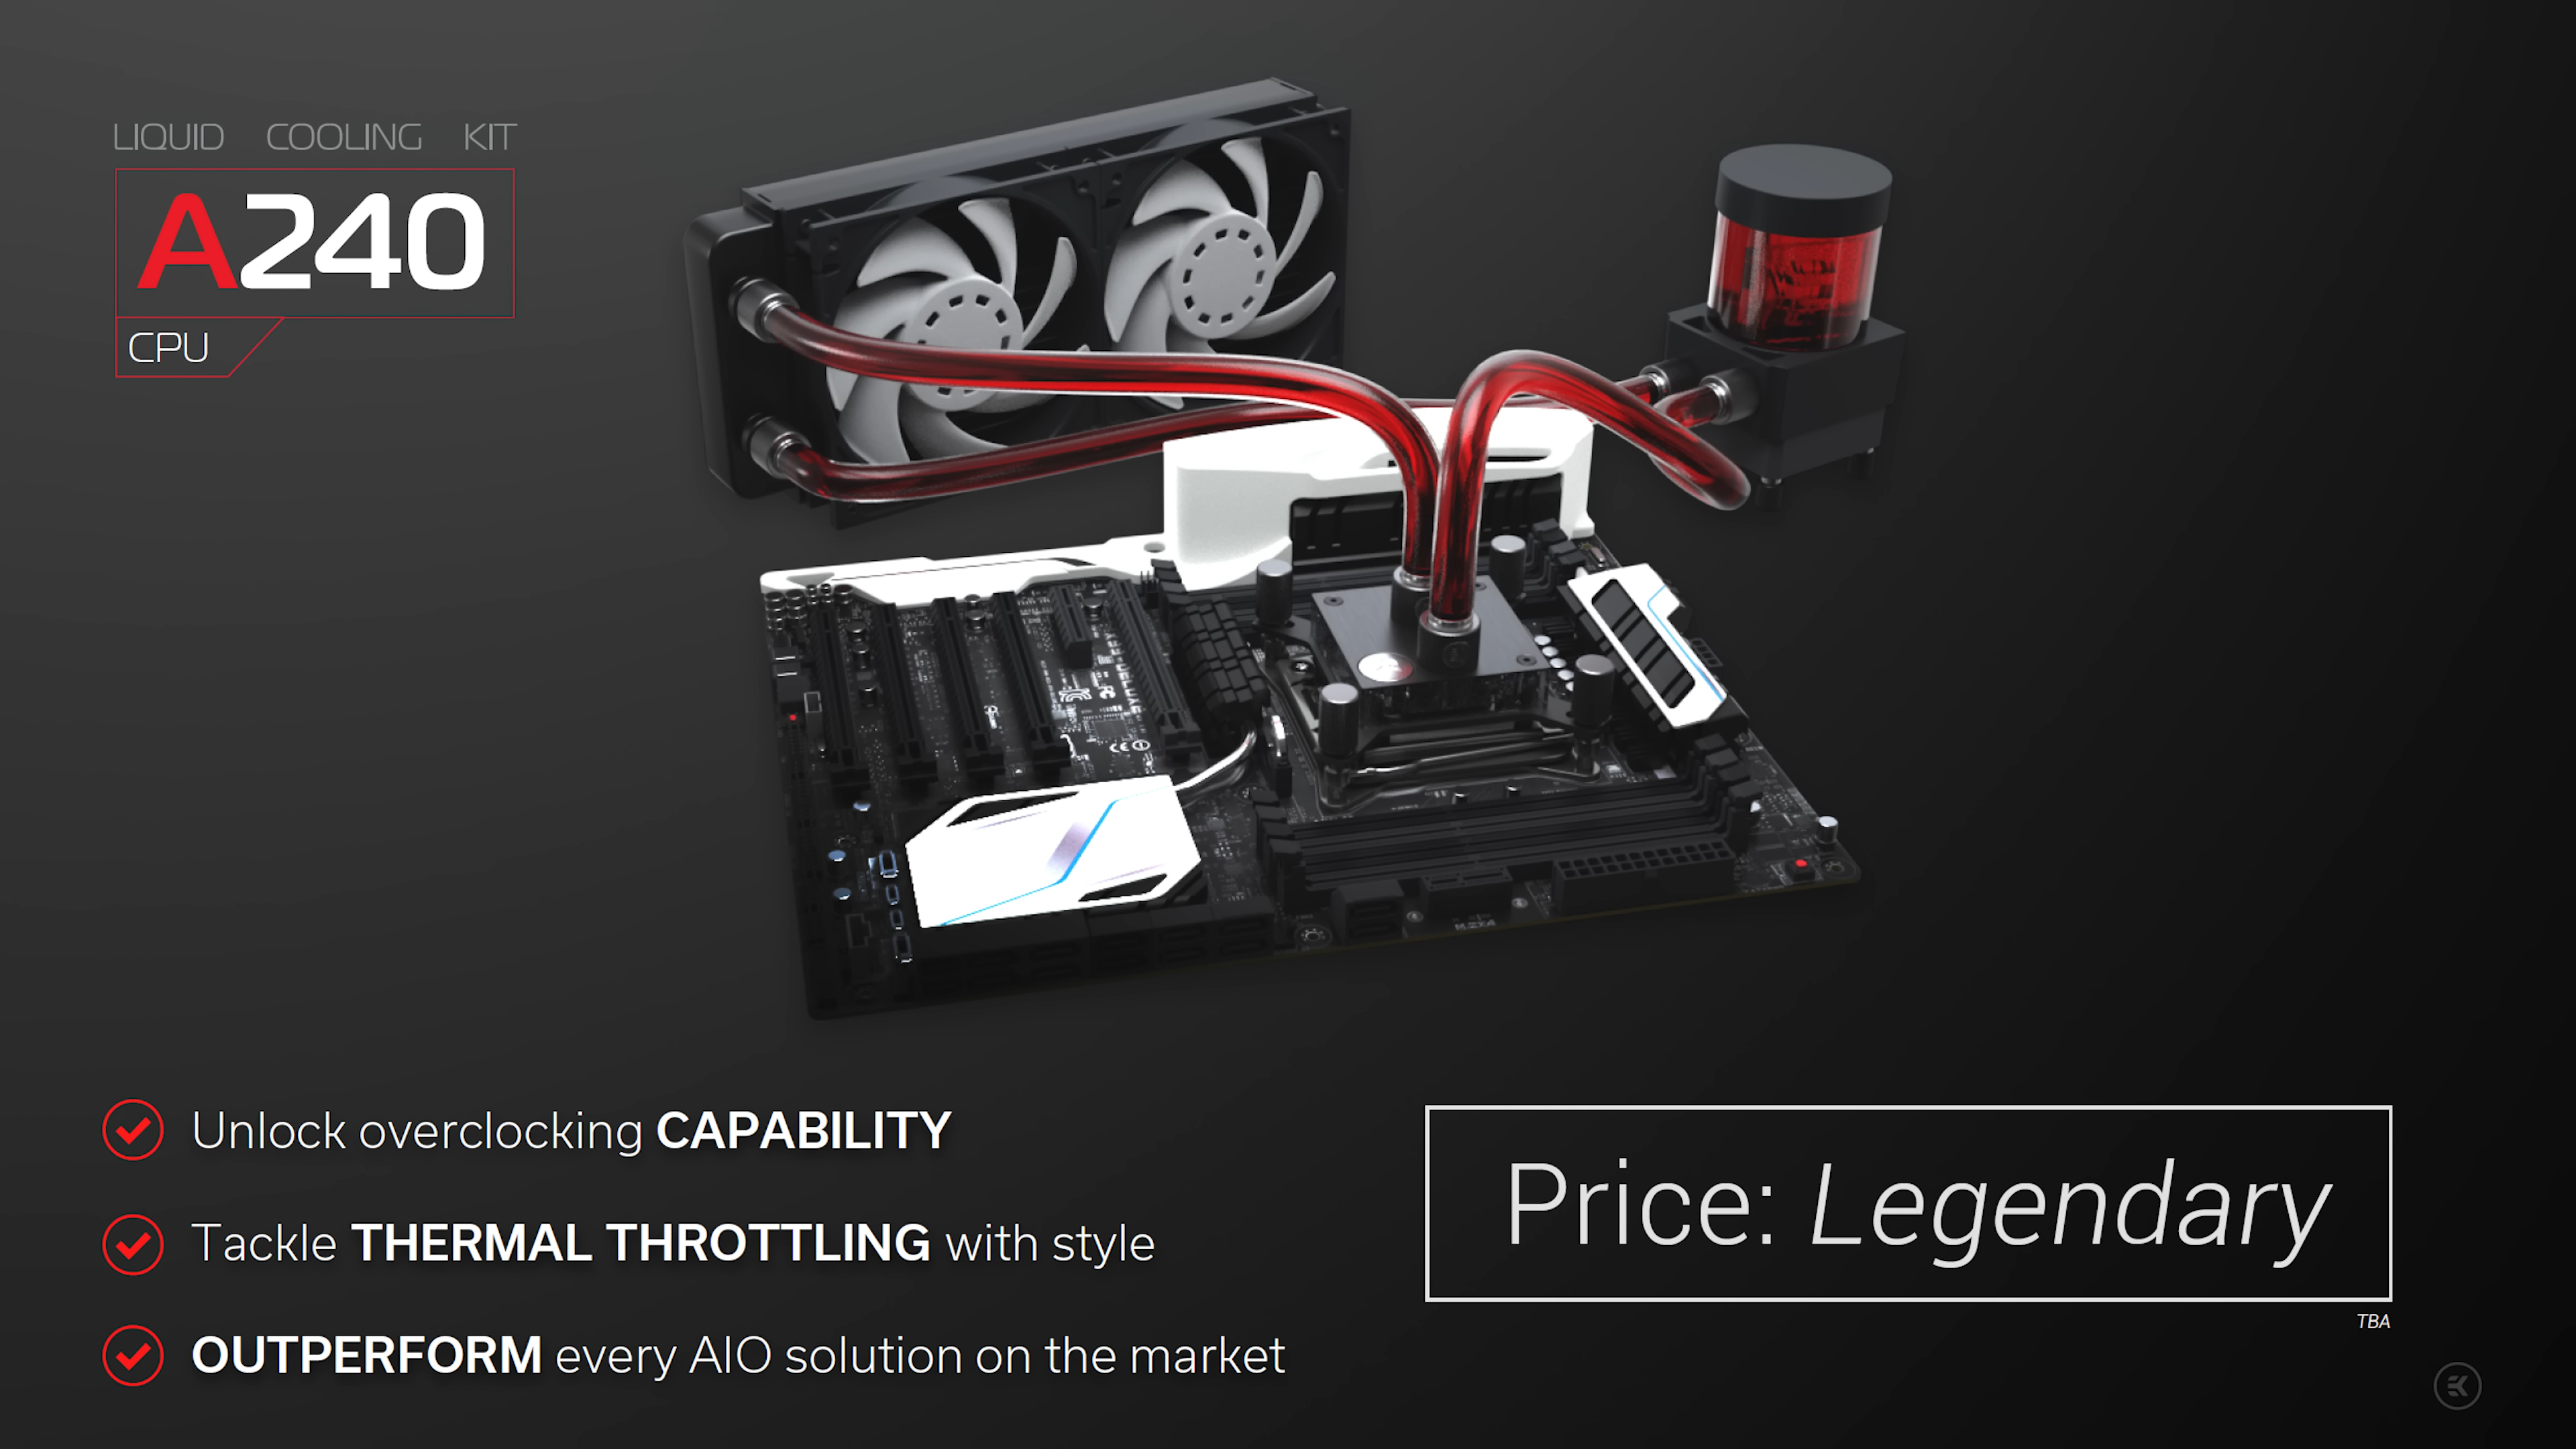 LIQUID COOLING KIT
A240
CPU
Unlock overclocking CAPABILITY
Tackle THERMAL THROTTLING with style
OUTPERFORM every AIO solution on the market
Price: Legendary
TBA